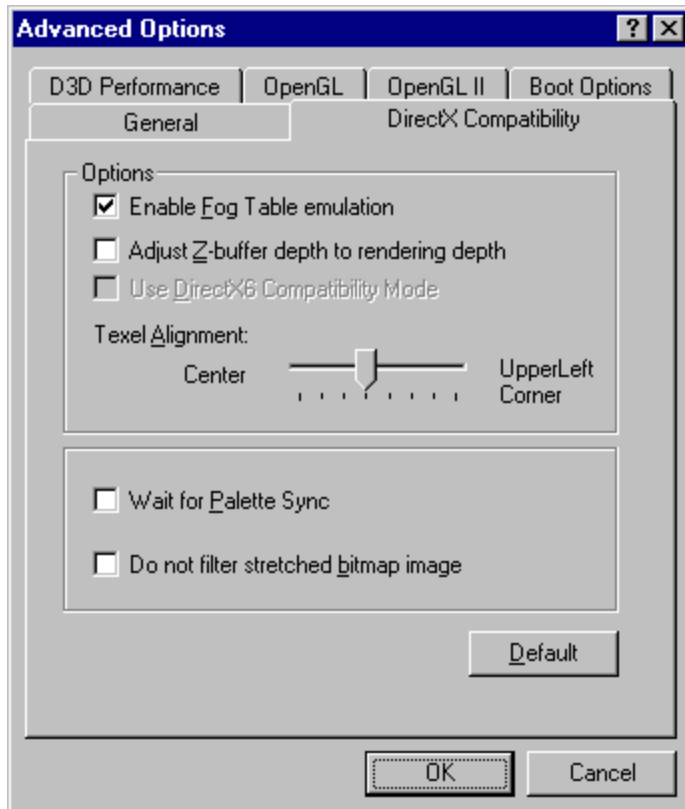 Advanced Options
D3D Performance OpenGL OpenGL II Boot Options
General DirectX Compatibility
Options
Enable Fog Table emulation
Adjust Z-buffer depth to rendering depth
Use DirectX6 Compatibility Mode
Texel Alignment:
Center UpperLeft
Corner
Wait for Palette Sync
Do not filter stretched bitmap image
Default
OK Cancel